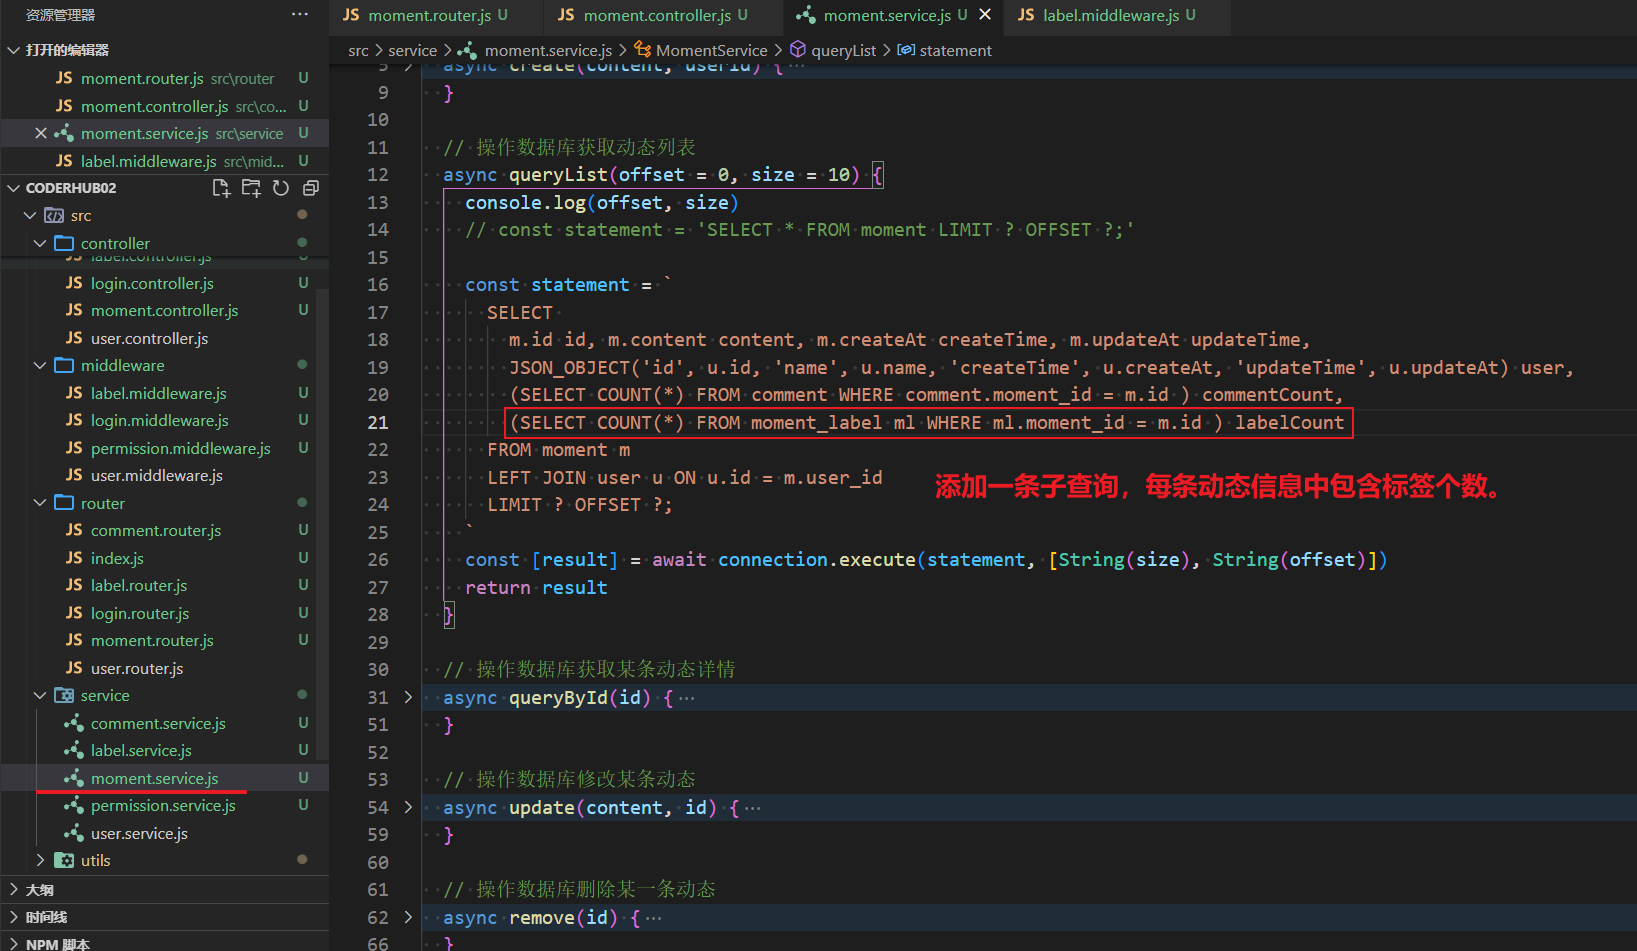 资源管理器 ···
打开的编辑器
JS moment.router.js src\router U
JS moment.controller.js src\co... U
moment.service.js src\service U
JS label.middleware.js src\mid... U
CODERHUB02
src
controller
JS label.controller.js U
JS login.controller.js U
JS moment.controller.js U
JS user.controller.js
middleware
JS label.middleware.js U
JS login.middleware.js U
JS permission.middleware.js U
JS user.middleware.js
router
JS comment.router.js U
JS index.js U
JS label.router.js U
JS login.router.js U
JS moment.router.js U
JS user.router.js
service
comment.service.js U
label.service.js U
moment.service.js U
permission.service.js U
user.service.js
utils
大纲
时间线
NPM 脚本
JS moment.router.js U JS moment.controller.js U moment.service.js U JS label.middleware.js U
src > service > moment.service.js > MomentService > queryList > statement
5 async create(content, userId) { ···
9 }
10
11 // 操作数据库获取动态列表
12 async queryList(offset = 0, size = 10) {
13 console.log(offset, size)
14 // const statement = 'SELECT * FROM moment LIMIT ? OFFSET ?;'
15
16 const statement = `
17 SELECT
18 m.id id, m.content content, m.createAt createTime, m.updateAt updateTime,
19 JSON_OBJECT('id', u.id, 'name', u.name, 'createTime', u.createAt, 'updateTime', u.updateAt) user,
20 (SELECT COUNT(*) FROM comment WHERE comment.moment_id = m.id ) commentCount,
21 (SELECT COUNT(*) FROM moment_label ml WHERE ml.moment_id = m.id ) labelCount
22 FROM moment m
23 LEFT JOIN user u ON u.id = m.user_id
添加一条子查询，每条动态信息中包含标签个数。
24 LIMIT ? OFFSET ?;
25 `
26 const [result] = await connection.execute(statement, [String(size), String(offset)])
27 return result
28 }
29
30 // 操作数据库获取某条动态详情
31 async queryById(id) { ···
51 }
52
53 // 操作数据库修改某条动态
54 async update(content, id) { ···
59 }
60
61 // 操作数据库删除某一条动态
62 async remove(id) { ···
66 }